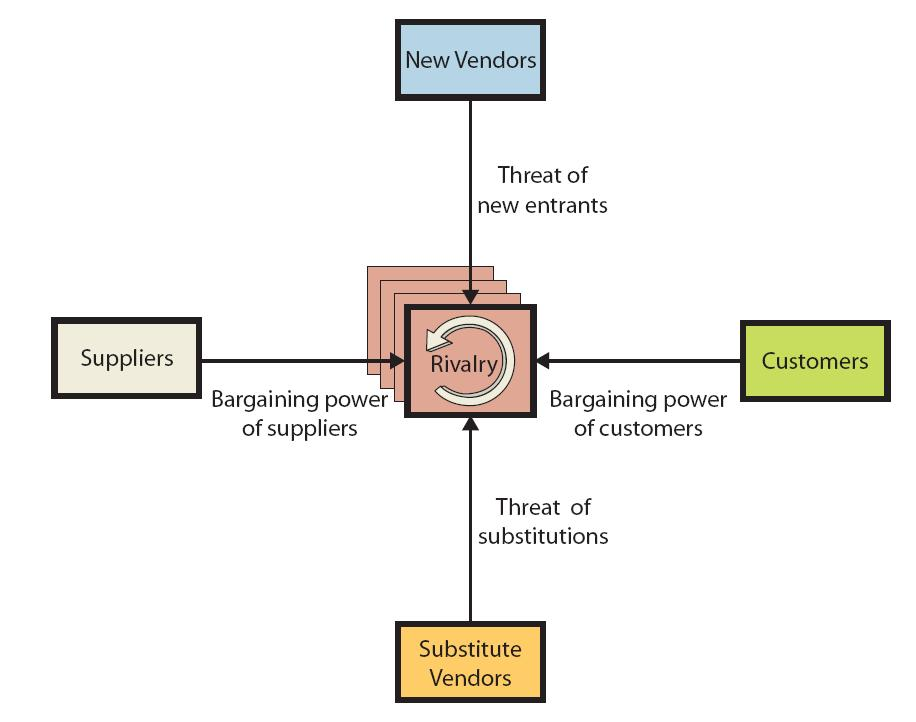 New Vendors
Threat of
new entrants
Suppliers
Rivalry
Customers
Bargaining power
of suppliers
Bargaining power
of customers
Threat of
substitutions
Substitute
Vendors